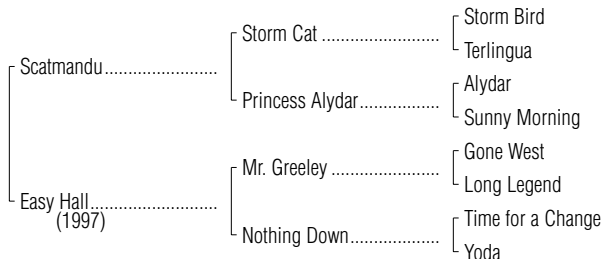 Storm Bird
Storm Cat ........................
Terlingua
Scatmandu.......................
Alydar
Princess Alydar................
Sunny Morning
Gone West
Mr. Greeley ......................
Long Legend
Easy Hall..........................
(1997)
Time for a Change
Nothing Down..................
Yoda